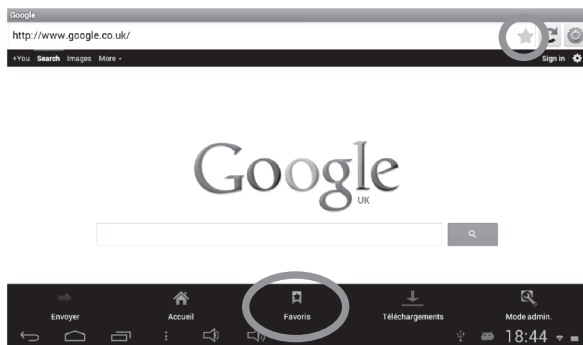 Google
http://www.google.co.uk/
+You Search Images More
Sign in
Google
UK
Envoyer Accueil Favoris Téléchargements Mode admin.
18:44